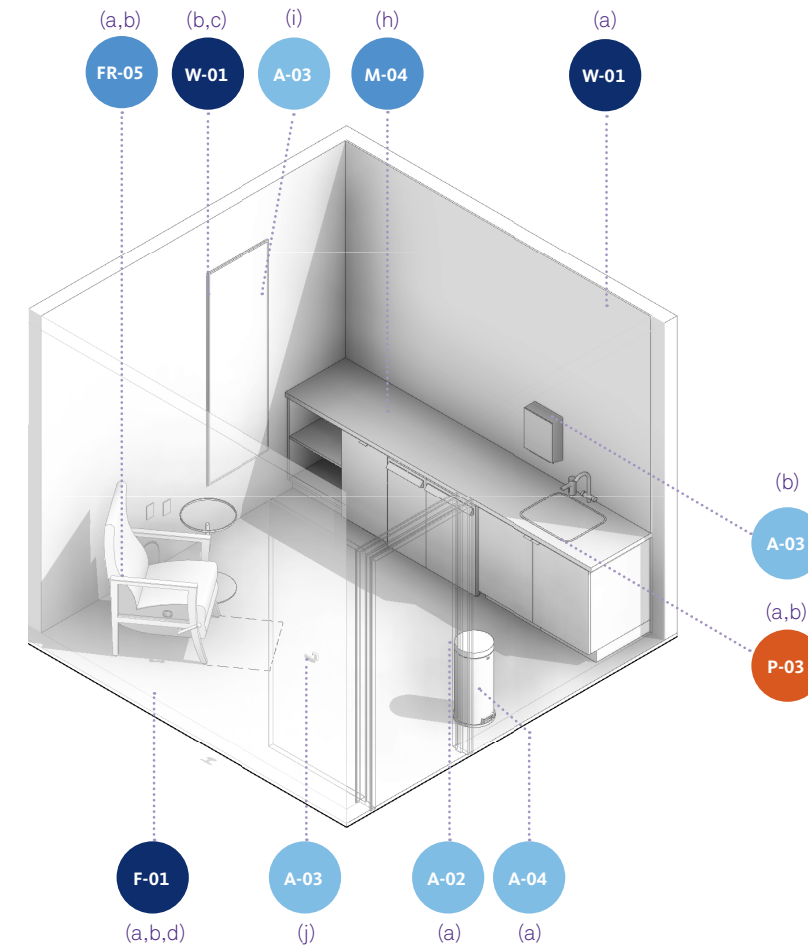 (a,b) (b,c) (i) (h) (a)
FR-05 W-01 A-03 M-04 W-01
(b)
A-03
(a,b)
P-03
F-01 A-03 A-02 A-04
(a,b,d) (j) (a) (a)